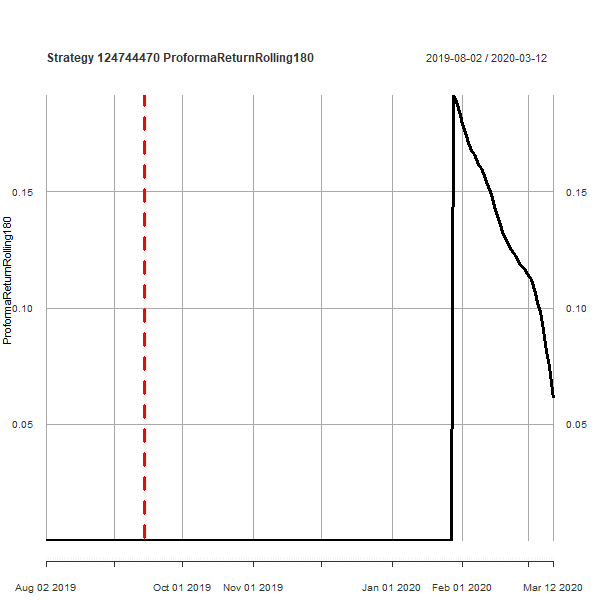 Strategy 124744470 ProformaReturnRolling180
2019-08-02 / 2020-03-12
ProformaReturnRolling180
0.15
0.10
0.05
0.15
0.10
0.05
Aug 02 2019
Oct 01 2019
Nov 01 2019
Jan 01 2020
Feb 01 2020
Mar 12 2020